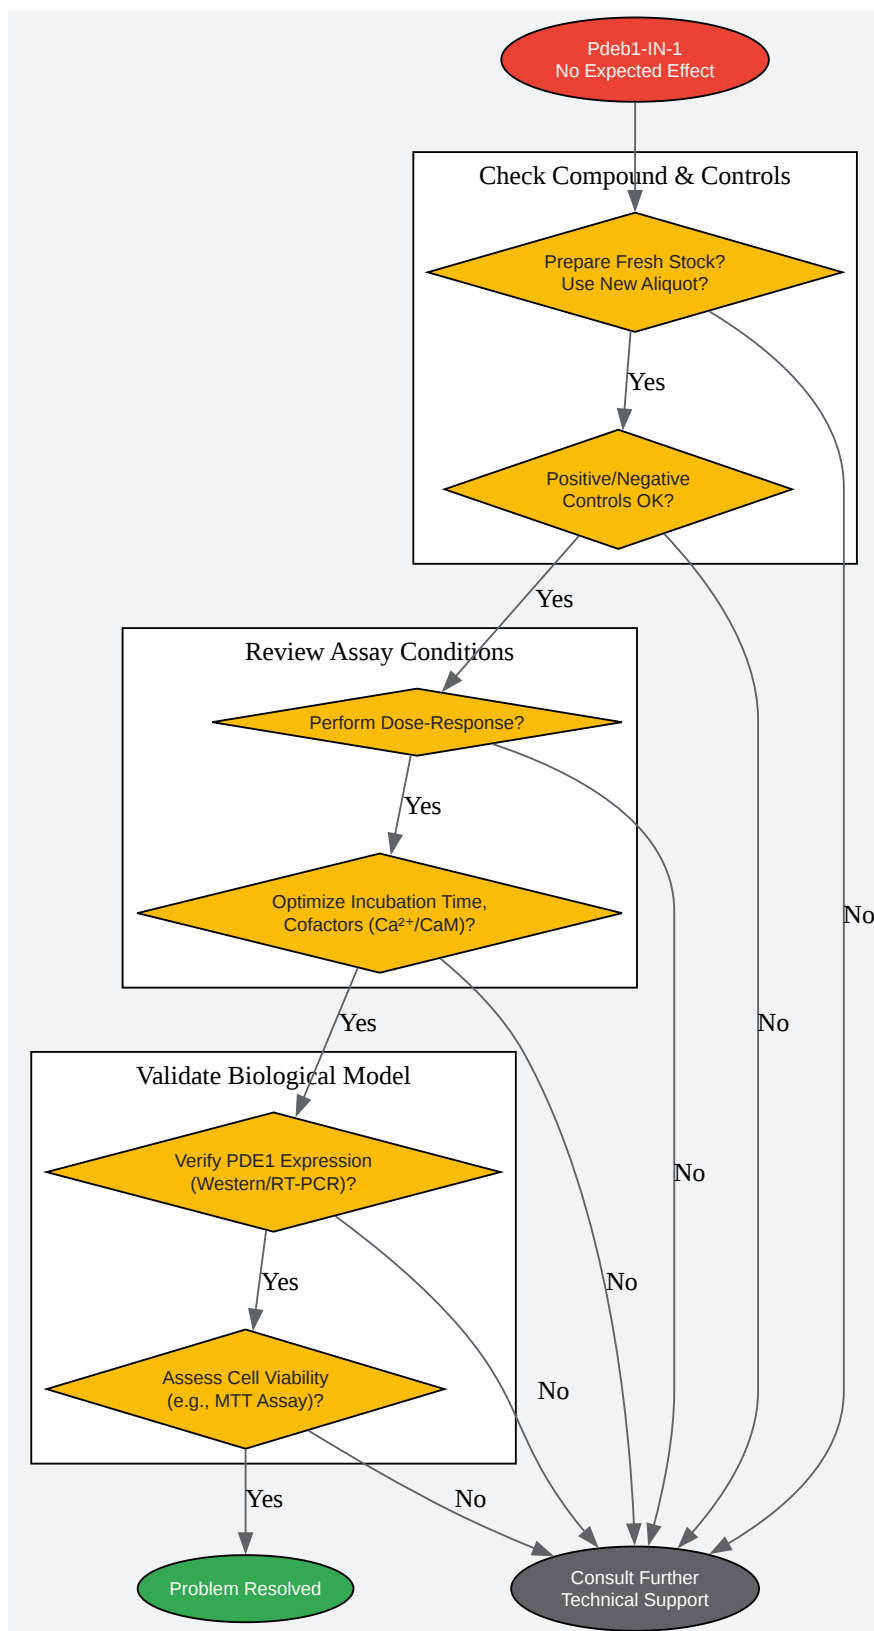 Pdeb1-IN-1
No Expected Effect
Check Compound & Controls
Prepare Fresh Stock?
Use New Aliquot?
Yes
Positive/Negative
Controls OK?
Yes
Review Assay Conditions
Perform Dose-Response?
Yes
Optimize Incubation Time,
Cofactors (Ca²⁺/CaM)?
No
Yes
No
Validate Biological Model
Verify PDE1 Expression
(Western/RT-PCR)?
No
Yes
No
Assess Cell Viability
(e.g., MTT Assay)?
No
Yes
No
Problem Resolved
Consult Further
Technical Support